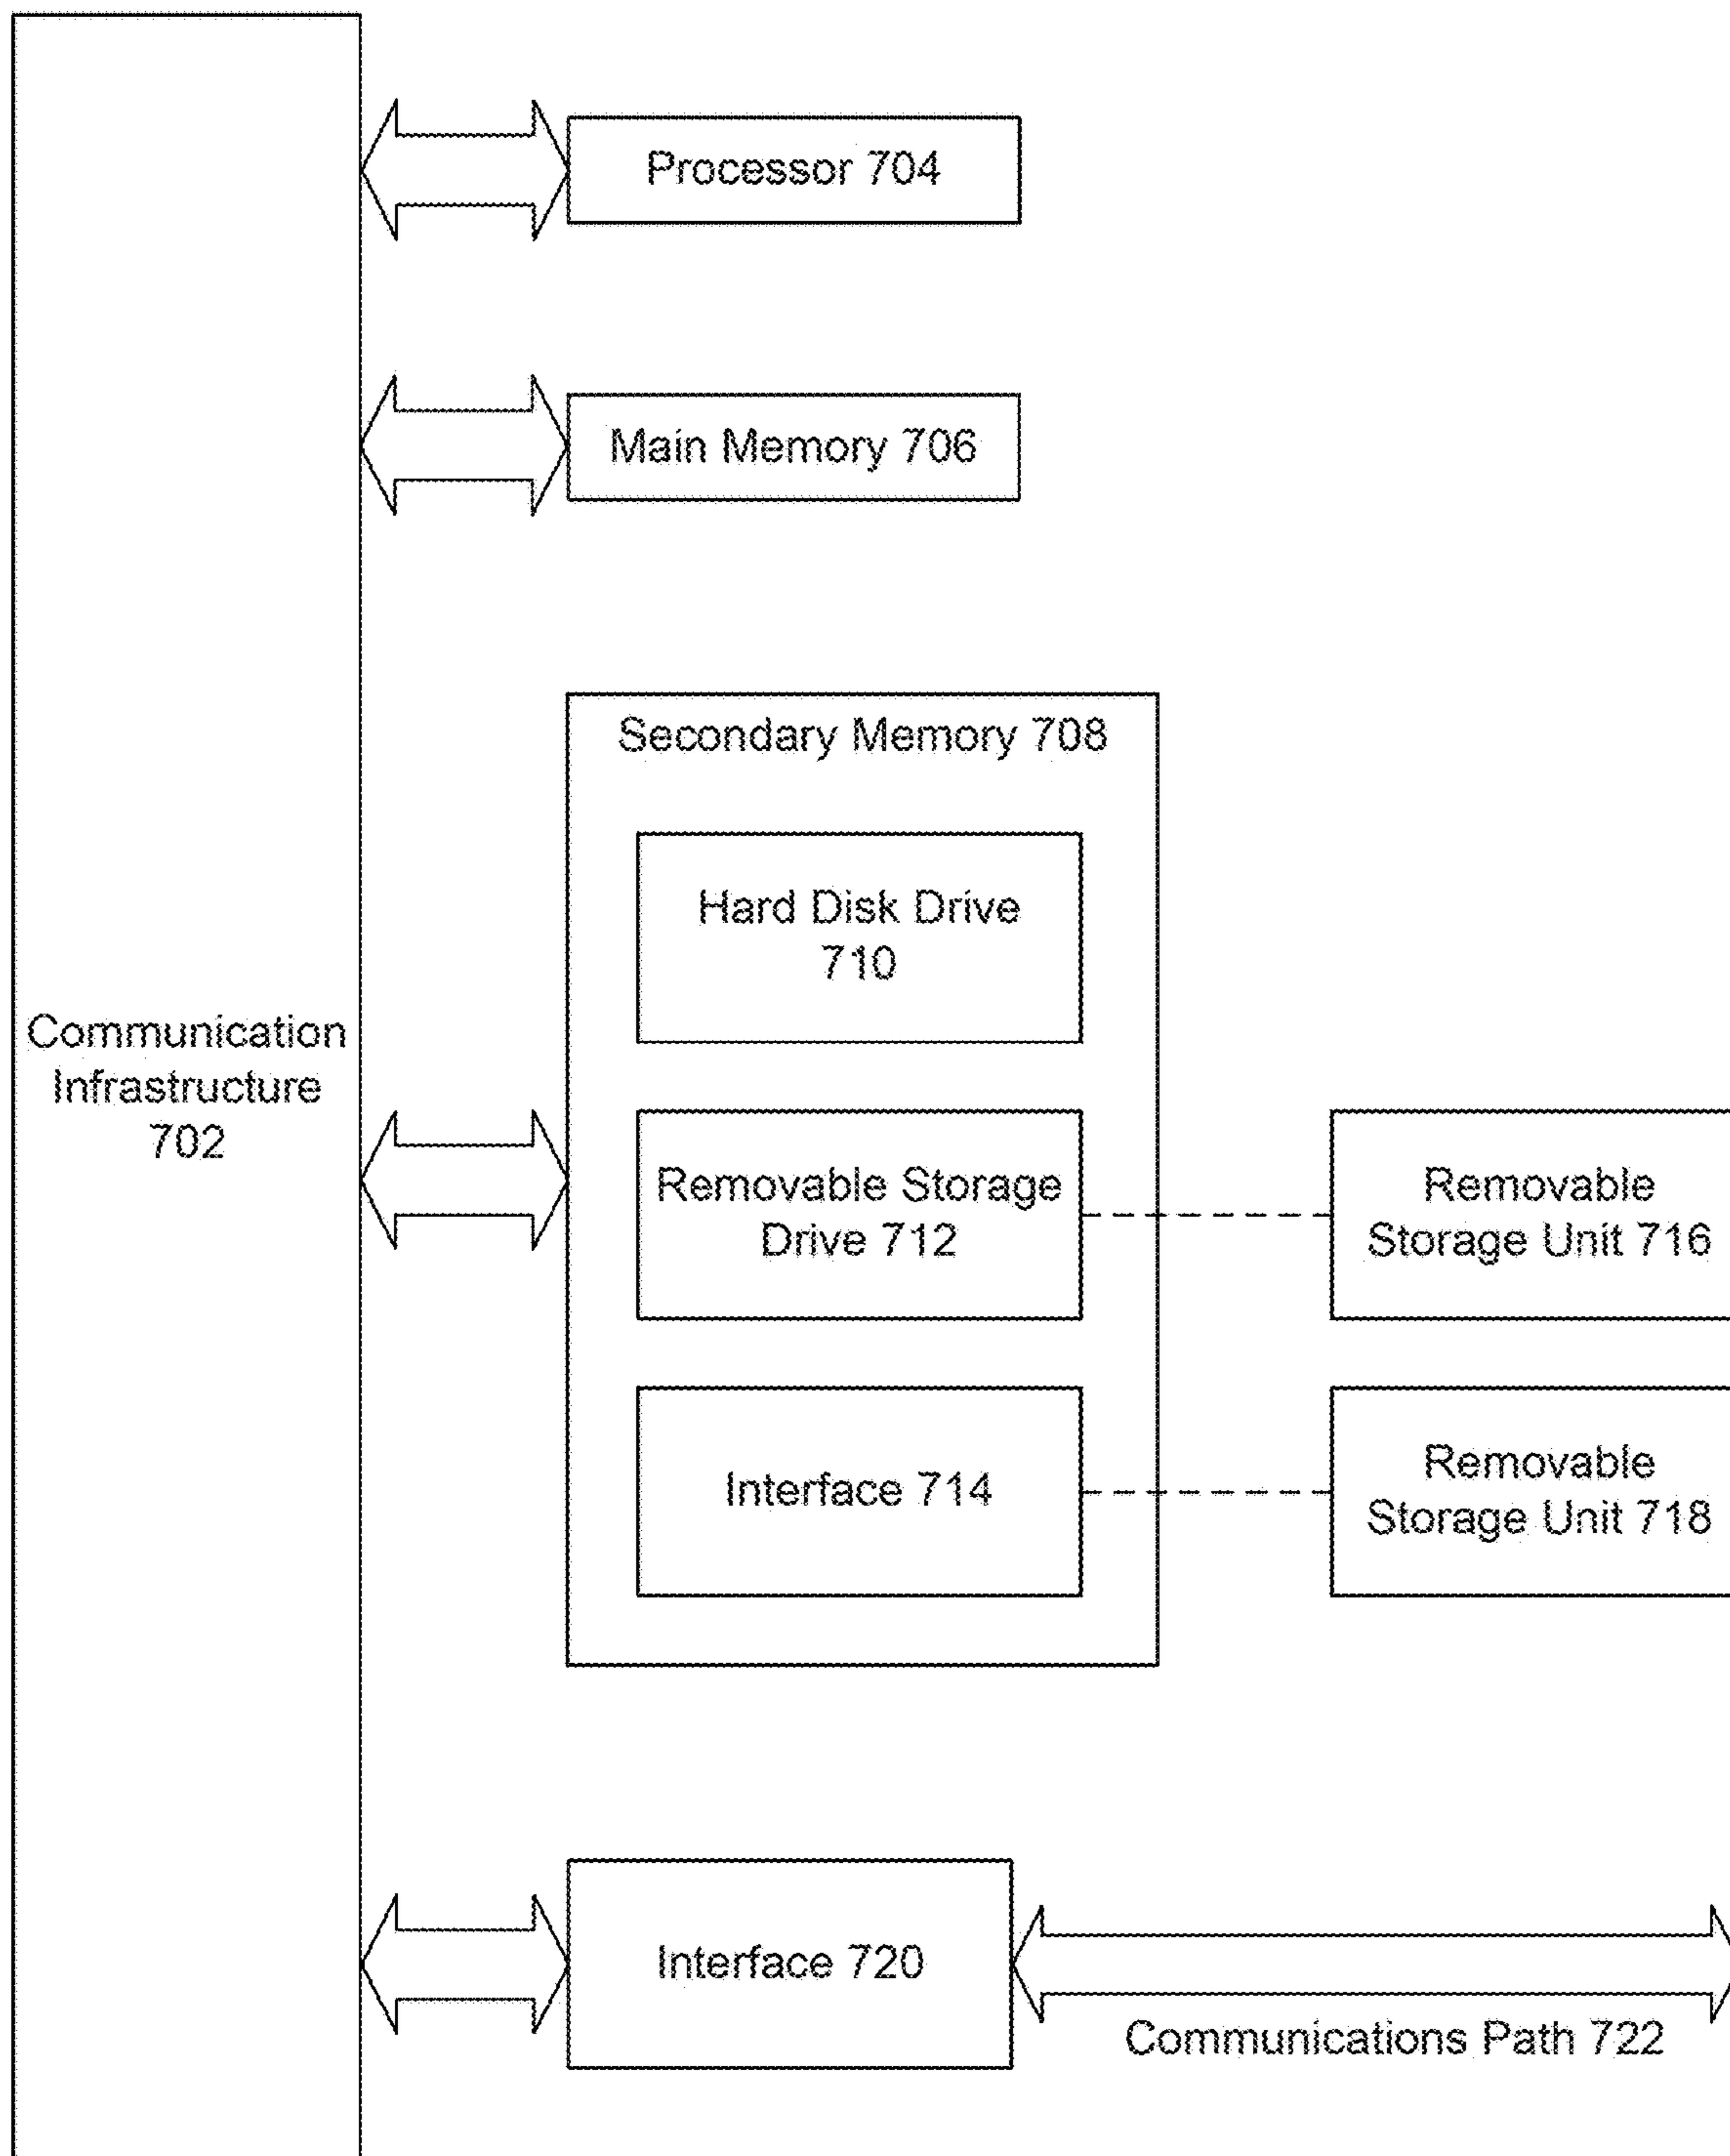 Processor 704
Main Memory 706
Secondary Memory 708
Hard Disk Drive
710
Communication
Infrastructure
702
Removable Storage
Drive 712
Removable
Storage Unit 716
Interface 714
Removable
Storage Unit 718
Interface 720
Communications Path 722